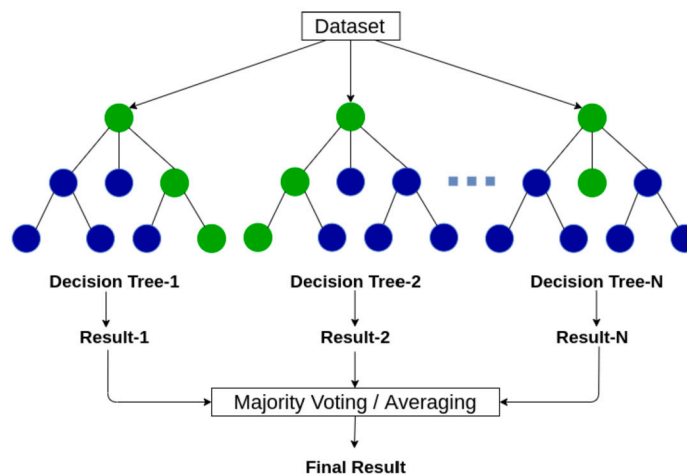 Dataset
Decision Tree-1
Decision Tree-2
Decision Tree-N
Result-1
Result-2
Result-N
Majority Voting / Averaging
Final Result